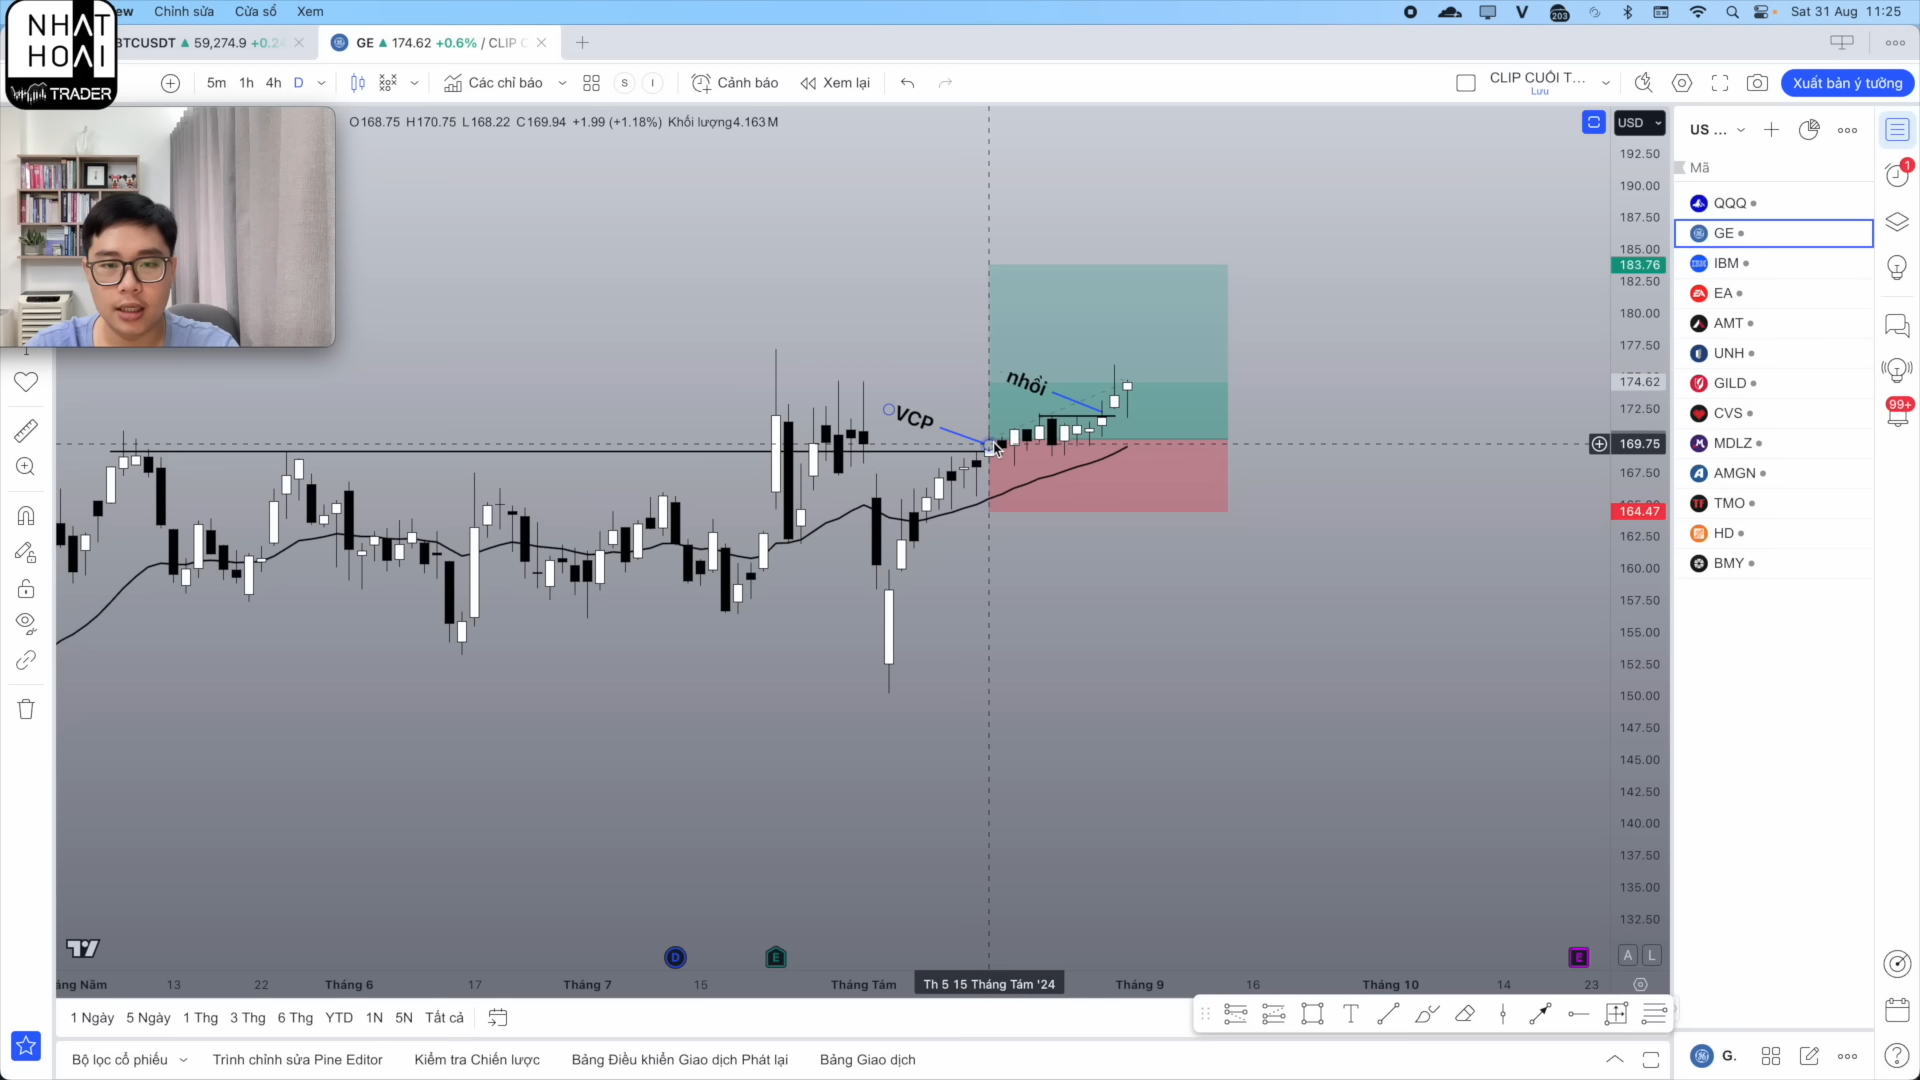 Chỉnh sửa Cửa sổ Xem
203
Sat 31 Aug 11:25
NHAT
HOAI
TRADER
BTCUSDT 59,274.9
GE 174.62 +0.6% / CLIP
5m 1h 4h D
Các chỉ báo
S I
Cảnh báo
Xem lại
CLIP CUỐI T...
Lưu
Xuất bản ý tưởng
O168.75 H170.75 L168.22 C169.94 +1.99 (+1.18%) Khối lượng4.163M
USD
US ...
Mã
1
QQQ
GE
IBM
EA
AMT
UNH
GILD
CVS
MDLZ
AMGN
TMO
HD
BMY
99+
192.50
190.00
187.50
185.00
183.76
182.50
180.00
177.50
174.62
172.50
169.75
167.50
164.47
162.50
160.00
157.50
155.00
152.50
150.00
147.50
145.00
142.50
140.00
137.50
135.00
132.50
nhồi
VCP
D
E
E
A L
13 22 Tháng 6 17 Tháng 7 15 Tháng Tám Th 5 15 Tháng Tám '24 Tháng 9 16 Tháng 10 14 23
1 Ngày 5 Ngày 1 Thg 3 Thg 6 Thg YTD 1N 5N Tất cả
Bộ lọc cổ phiếu Trình chỉnh sửa Pine Editor Kiểm tra Chiến lược Bảng Điều khiển Giao dịch Phát lại Bảng Giao dịch
G.